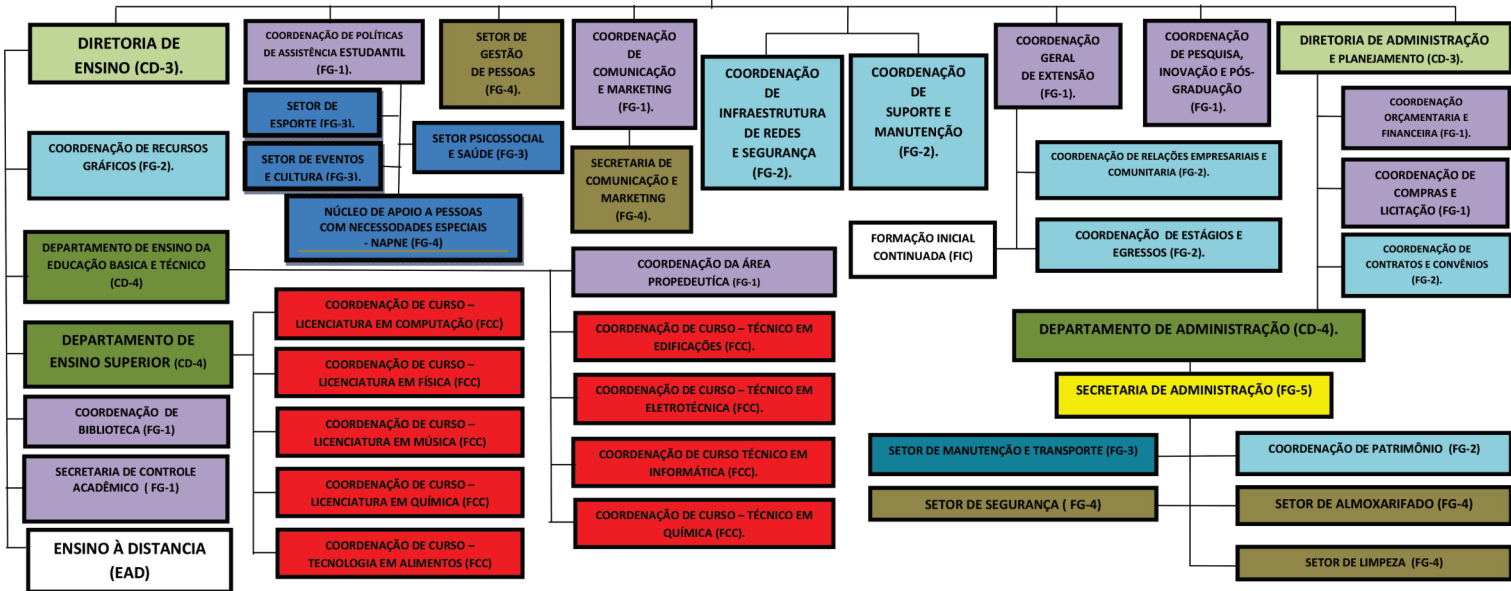 DIRETORIA DE
ENSINO (CD-3).
COORDENAÇÃO DE POLÍTICAS
DE ASSISTÊNCIA ESTUDANTIL
(FG-1).
SETOR DE
GESTÃO
DE PESSOAS
(FG-4).
COORDENAÇÃO
DE
COMUNICAÇÃO
E MARKETING
(FG-1).
COORDENAÇÃO
DE
INFRAESTRUTURA
DE REDES
E SEGURANÇA
(FG-2).
COORDENAÇÃO
DE
SUPORTE E
MANUTENÇÃO
(FG-2).
COORDENAÇÃO
GERAL
DE EXTENSÃO
(FG-1).
COORDENAÇÃO
DE PESQUISA,
INOVAÇÃO E PÓS-
GRADUAÇÃO
(FG-1).
DIRETORIA DE ADMINISTRAÇÃO
E PLANEJAMENTO (CD-3).
SETOR DE
ESPORTE (FG-3).
SETOR PSICOSSOCIAL
E SAÚDE (FG-3)
SETOR DE EVENTOS
E CULTURA (FG-3).
NÚCLEO DE APOIO A PESSOAS
COM NECESSIDADES ESPECIAIS
- NAPNE (FG-4)
SECRETARIA DE
COMUNICAÇÃO E
MARKETING
(FG-4).
COORDENAÇÃO DE RECURSOS
GRÁFICOS (FG-2).
COORDENAÇÃO
ORÇAMENTARIA E
FINANCEIRA (FG-1).
COORDENAÇÃO DE RELAÇÕES EMPRESARIAIS E
COMUNITARIA (FG-2).
COORDENAÇÃO DE
COMPRAS E
LICITAÇÃO (FG-1)
FORMAÇÃO INICIAL
CONTINUADA (FIC)
COORDENAÇÃO DE ESTÁGIOS E
EGRESSOS (FG-2).
COORDENAÇÃO DE
CONTRATOS E CONVÊNIOS
(FG-2).
DEPARTAMENTO DE ENSINO DA
EDUCAÇÃO BASICA E TÉCNICO
(CD-4)
COORDENAÇÃO DA ÁREA
PROPEDEUTÍCA (FG-1)
COORDENAÇÃO DE CURSO –
LICENCIATURA EM COMPUTAÇÃO (FCC)
COORDENAÇÃO DE CURSO – TÉCNICO EM
EDIFICAÇÕES (FCC).
DEPARTAMENTO DE ADMINISTRAÇÃO (CD-4).
DEPARTAMENTO DE
ENSINO SUPERIOR (CD-4)
COORDENAÇÃO DE CURSO –
LICENCIATURA EM FÍSICA (FCC)
COORDENAÇÃO DE CURSO – TÉCNICO EM
ELETROTÉCNICA (FCC).
SECRETARIA DE ADMINISTRAÇÃO (FG-5)
COORDENAÇÃO DE
BIBLIOTECA (FG-1)
COORDENAÇÃO DE CURSO –
LICENCIATURA EM MÚSICA (FCC)
COORDENAÇÃO DE CURSO TÉCNICO EM
INFORMÁTICA (FCC).
SETOR DE MANUTENÇÃO E TRANSPORTE (FG-3)
COORDENAÇÃO DE PATRIMÔNIO (FG-2)
SECRETARIA DE CONTROLE
ACADÊMICO ( FG-1)
COORDENAÇÃO DE CURSO –
LICENCIATURA EM QUÍMICA (FCC)
COORDENAÇÃO DE CURSO – TÉCNICO EM
QUÍMICA (FCC).
SETOR DE SEGURANÇA ( FG-4)
SETOR DE ALMOXARIFADO (FG-4)
ENSINO À DISTANCIA
(EAD)
COORDENAÇÃO DE CURSO –
TECNOLOGIA EM ALIMENTOS (FCC)
SETOR DE LIMPEZA (FG-4)